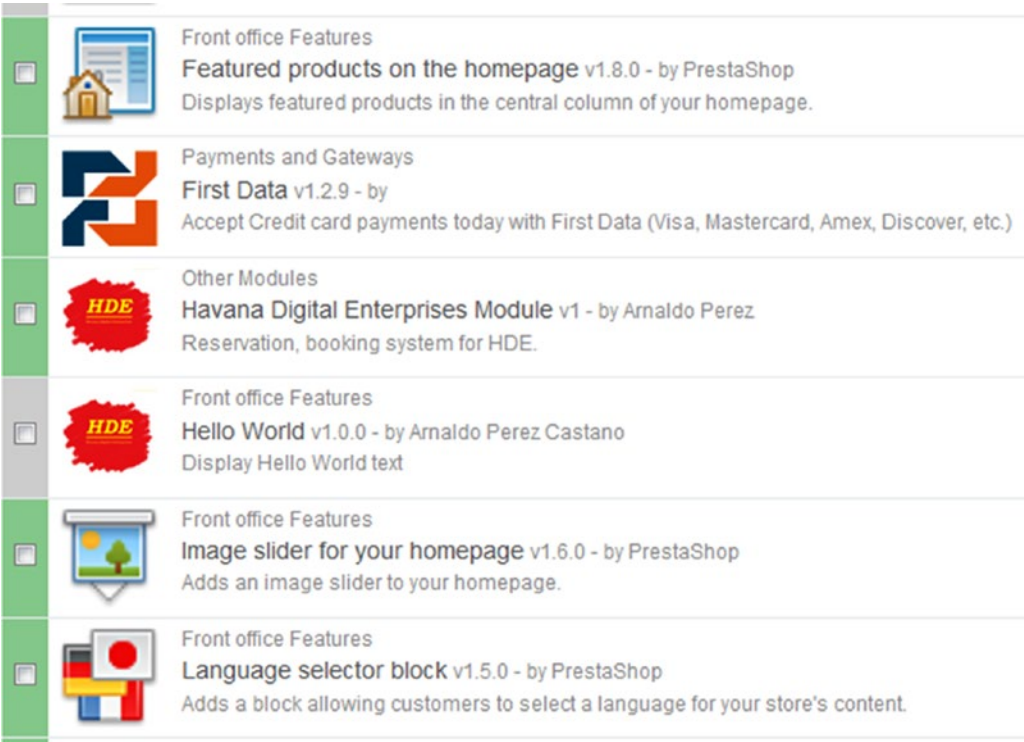 Front office Features
Featured products on the homepage v1.8.0 - by PrestaShop
Displays featured products in the central column of your homepage.
Payments and Gateways
First Data v1.2.9 - by
Accept Credit card payments today with First Data (Visa, Mastercard, Amex, Discover, etc.)
Other Modules
HDE
Havana Digital Enterprises Module v1 - by Arnaldo Perez
Reservation, booking system for HDE.
Front office Features
HDE
Hello World v1.0.0 - by Arnaldo Perez Castano
Display Hello World text
Front office Features
Image slider for your homepage v1.6.0 - by PrestaShop
Adds an image slider to your homepage.
Front office Features
Language selector block v1.5.0 - by PrestaShop
Adds a block allowing customers to select a language for your store's content.